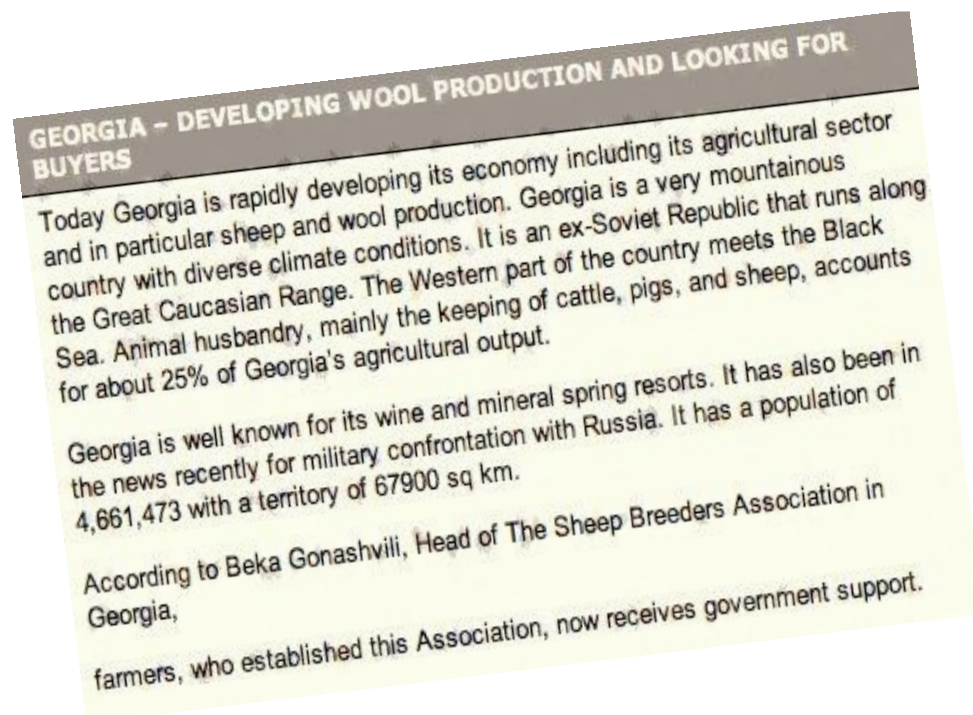 GEORGIA – DEVELOPING WOOL PRODUCTION AND LOOKING FOR
BUYERS
Today Georgia is rapidly developing its economy including its agricultural sector
and in particular sheep and wool production. Georgia is a very mountainous
country with diverse climate conditions. It is an ex-Soviet Republic that runs along
the Great Caucasian Range. The Western part of the country meets the Black
Sea. Animal husbandry, mainly the keeping of cattle, pigs, and sheep, accounts
for about 25% of Georgia's agricultural output.
Georgia is well known for its wine and mineral spring resorts. It has also been in
the news recently for military confrontation with Russia. It has a population of
4,661,473 with a territory of 67900 sq km.
According to Beka Gonashvili, Head of The Sheep Breeders Association in
Georgia,
farmers, who established this Association, now receives government support.